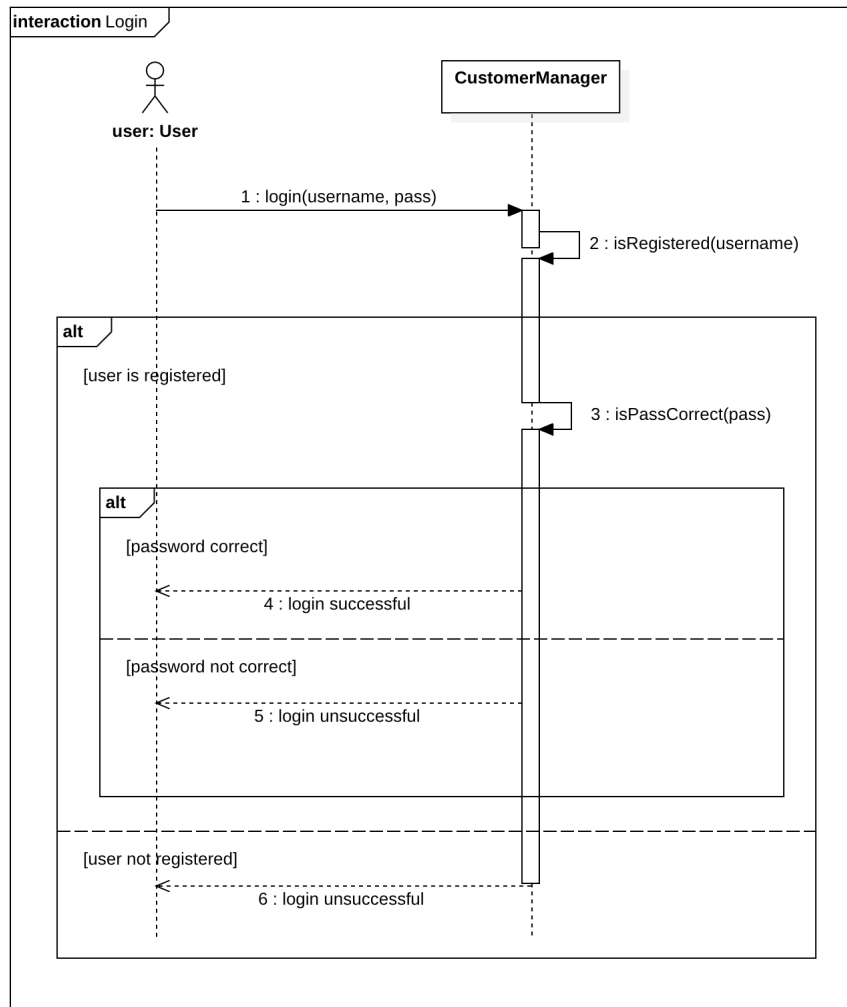 interaction Login
user: User
CustomerManager
1 : login(username, pass)
2 : isRegistered(username)
alt
[user is registered]
3 : isPassCorrect(pass)
alt
[password correct]
4 : login successful
[password not correct]
5 : login unsuccessful
[user not registered]
6 : login unsuccessful